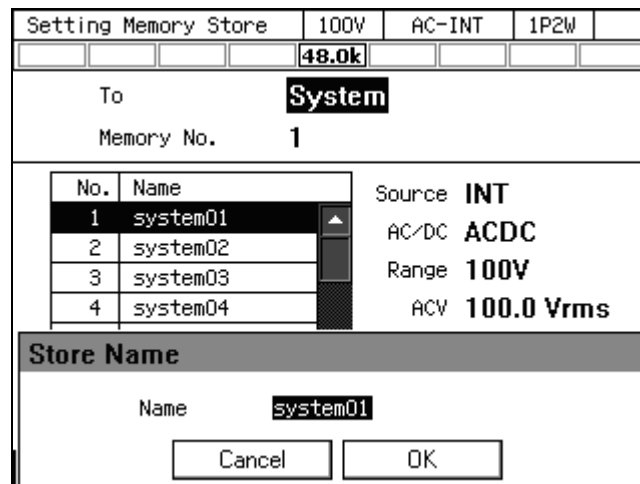 Setting Memory Store 100V AC-INT 1P2W
48.0k
To System
Memory No. 1
No. Name
1 system01
2 system02
3 system03
4 system04
Source INT
AC/DC ACDC
Range 100V
ACV 100.0 Vrms
Store Name
Name system01
Cancel OK